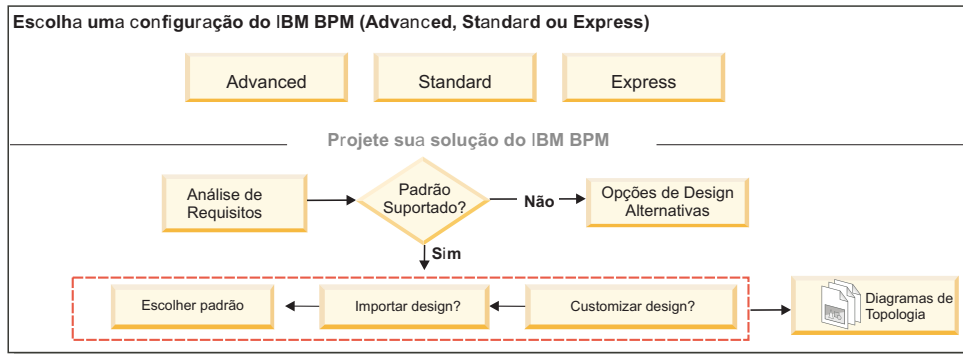 Escolha uma configuração do IBM BPM (Advanced, Standard ou Express)
Advanced
Standard
Express
Projete sua solução do IBM BPM
Análise de
Requisitos
Padrão
Suportado?
Não
Opções de Design
Alternativas
Sim
Escolher padrão
Importar design?
Customizar design?
Diagramas de
Topologia